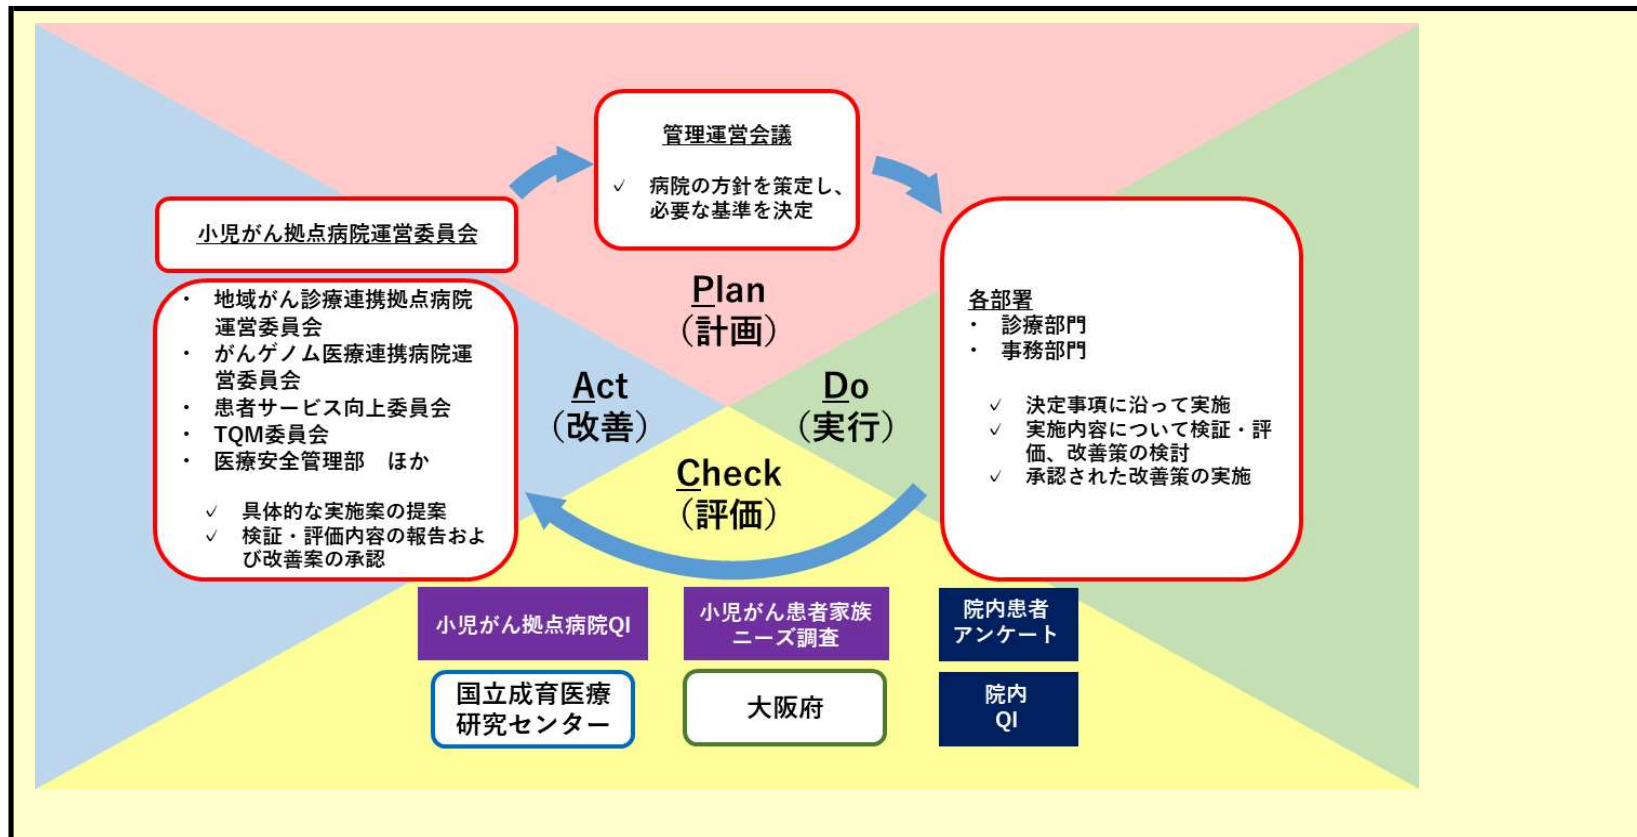 管理運営会議
✓ 病院の方針を策定し、
必要な基準を決定
小児がん拠点病院運営委員会
・ 地域がん診療連携拠点病院
運営委員会
・ がんゲノム医療連携病院運
営委員会
・ 患者サービス向上委員会
・ TQM委員会
・ 医療安全管理部 ほか
✓ 具体的な実施案の提案
✓ 検証・評価内容の報告およ
び改善案の承認
Plan
（計画）
Act
（改善）
Do
（実行）
Check
（評価）
各部署
・ 診療部門
・ 事務部門
✓ 決定事項に沿って実施
✓ 実施内容について検証・評
価、改善策の検討
✓ 承認された改善策の実施
小児がん拠点病院QI
小児がん患者家族
ニーズ調査
院内患者
アンケート
国立成育医療
研究センター
大阪府
院内
QI